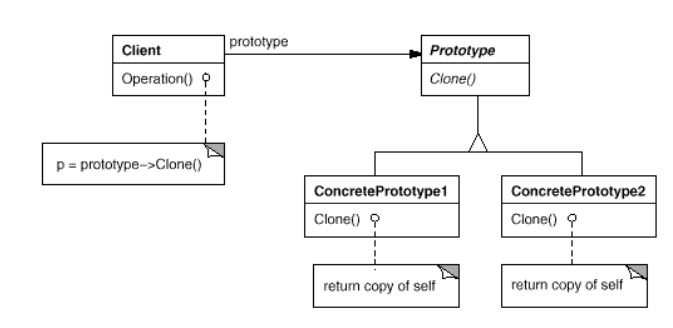 Client
Operation()
prototype
Prototype
Clone()
p = prototype->Clone()
ConcretePrototype1
Clone()
return copy of self
ConcretePrototype2
Clone()
return copy of self